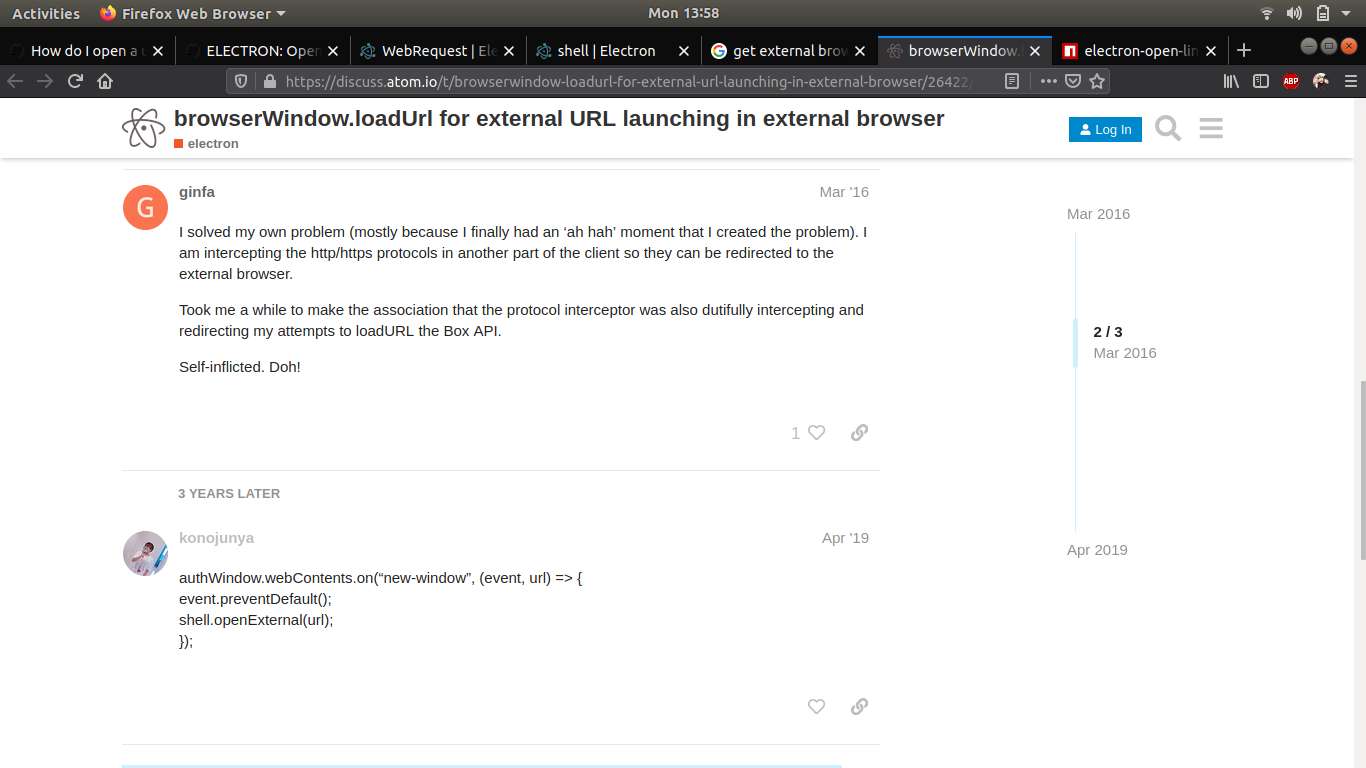 Activities Firefox Web Browser Mon 13:58
How do I open a u ELECTRON: Open WebRequest | Ele shell | Electron get external brow browserWindow. electron-open-lin
https://discuss.atom.io/t/browserwindow-loadurl-for-external-url-launching-in-external-browser/26422/ ABP
browserWindow.loadUrl for external URL launching in external browser
electron
Log In
G
ginfa Mar '16
I solved my own problem (mostly because I finally had an ‘ah hah’ moment that I created the problem). I
am intercepting the http/https protocols in another part of the client so they can be redirected to the
external browser.
Took me a while to make the association that the protocol interceptor was also dutifully intercepting and
redirecting my attempts to loadURL the Box API.
Self-inflicted. Doh!
1
3 YEARS LATER
konojunya Apr '19
authWindow.webContents.on(“new-window”, (event, url) => {
event.preventDefault();
shell.openExternal(url);
});
Mar 2016
2 / 3
Mar 2016
Apr 2019